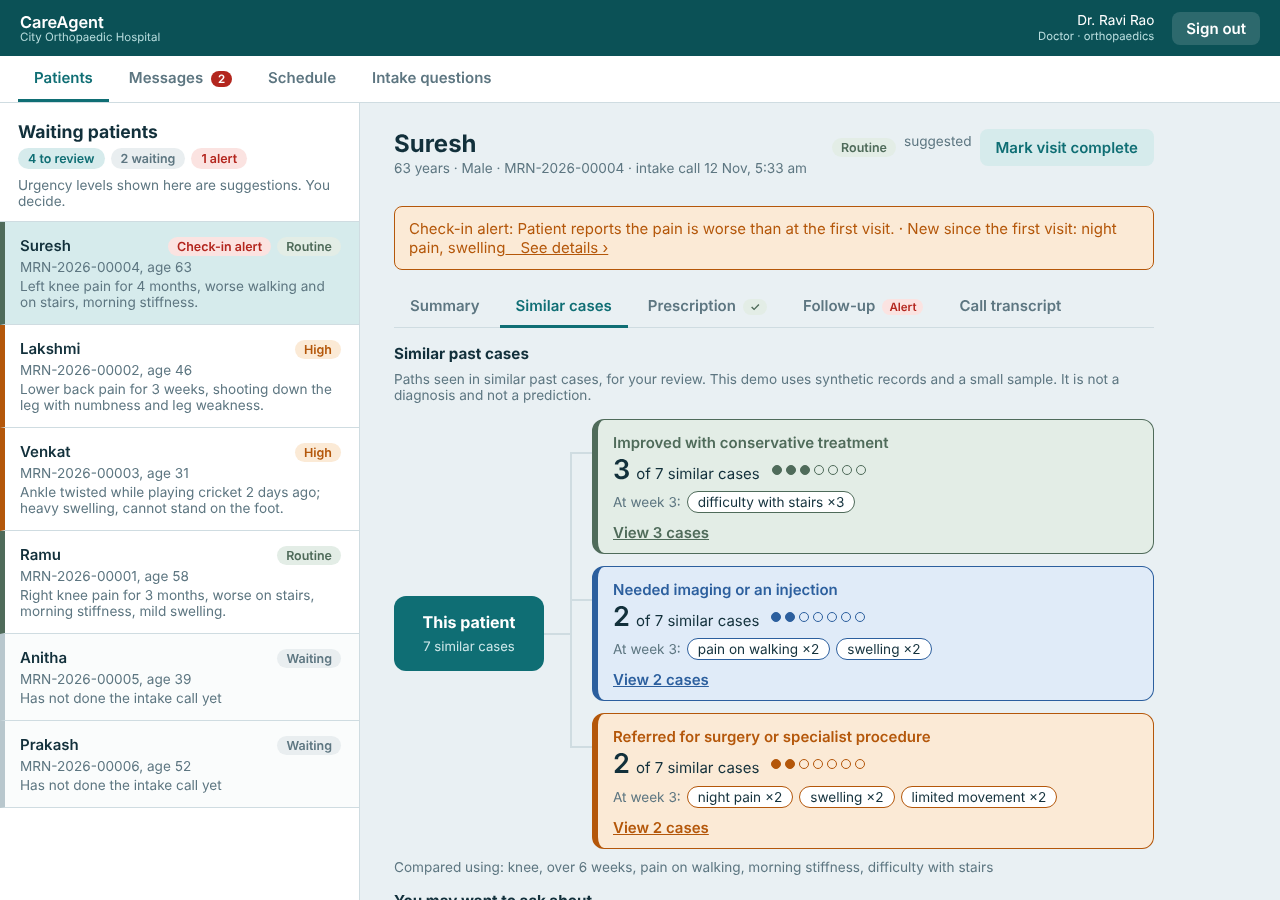 CareAgent
City Orthopaedic Hospital
Dr. Ravi Rao
Doctor · orthopaedics
Sign out
Patients
Messages 2
Schedule
Intake questions
Waiting patients
4 to review
2 waiting
1 alert
Urgency levels shown here are suggestions. You
decide.
Suresh
Check-in alert
Routine
MRN-2026-00004, age 63
Left knee pain for 4 months, worse walking and
on stairs, morning stiffness.
Lakshmi
High
MRN-2026-00002, age 46
Lower back pain for 3 weeks, shooting down the
leg with numbness and leg weakness.
Venkat
High
MRN-2026-00003, age 31
Ankle twisted while playing cricket 2 days ago;
heavy swelling, cannot stand on the foot.
Ramu
Routine
MRN-2026-00001, age 58
Right knee pain for 3 months, worse on stairs,
morning stiffness, mild swelling.
Anitha
Waiting
MRN-2026-00005, age 39
Has not done the intake call yet
Prakash
Waiting
MRN-2026-00006, age 52
Has not done the intake call yet
Suresh
63 years · Male · MRN-2026-00004 · intake call 12 Nov, 5:33 am
Routine
suggested
Mark visit complete
Check-in alert: Patient reports the pain is worse than at the first visit. · New since the first visit: night
pain, swelling See details ›
Summary
Similar cases
Prescription ✓
Follow-up Alert
Call transcript
Similar past cases
Paths seen in similar past cases, for your review. This demo uses synthetic records and a small sample. It is not a
diagnosis and not a prediction.
This patient
7 similar cases
Improved with conservative treatment
3 of 7 similar cases
At week 3: difficulty with stairs ×3
View 3 cases
Needed imaging or an injection
2 of 7 similar cases
At week 3: pain on walking ×2 swelling ×2
View 2 cases
Referred for surgery or specialist procedure
2 of 7 similar cases
At week 3: night pain ×2 swelling ×2 limited movement ×2
View 2 cases
Compared using: knee, over 6 weeks, pain on walking, morning stiffness, difficulty with stairs
You may want to ask about